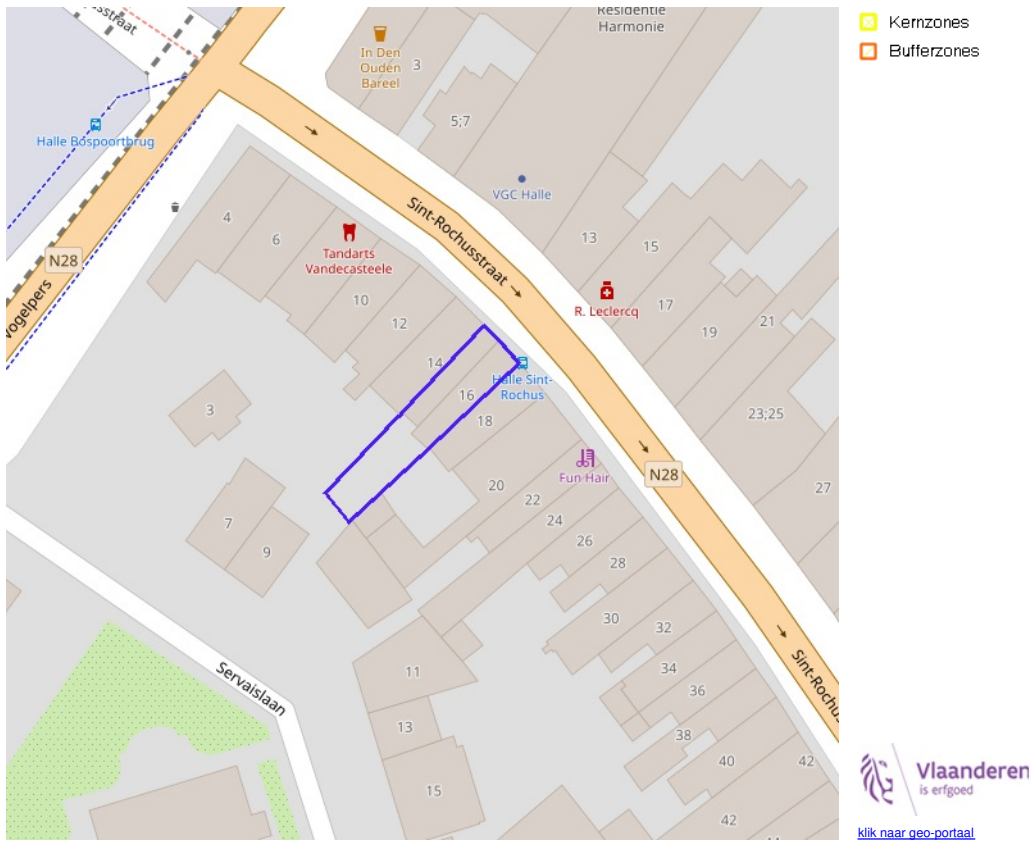 Residentie
Harmonie
usstraat
In Den
Ouden
Bareel
3
5;7
Halle Bospoortbrug
VGC Halle
4
6
Sint-Rochusstraat
13
15
Tandarts
Vandecasteele
N28
Vogelpers
10
12
R. Leclercq
17
19
21
14
16
Halle Sint-
Rochus
18
3
23;25
Fun Hair
N28
20
22
27
24
7
9
26
28
30
32
Sint-Rochus
34
36
11
Servaislaan
13
38
40
42
15
42
Kernzones
Bufferzones
Vlaanderen
is erfgoed
klik naar geo-portaal